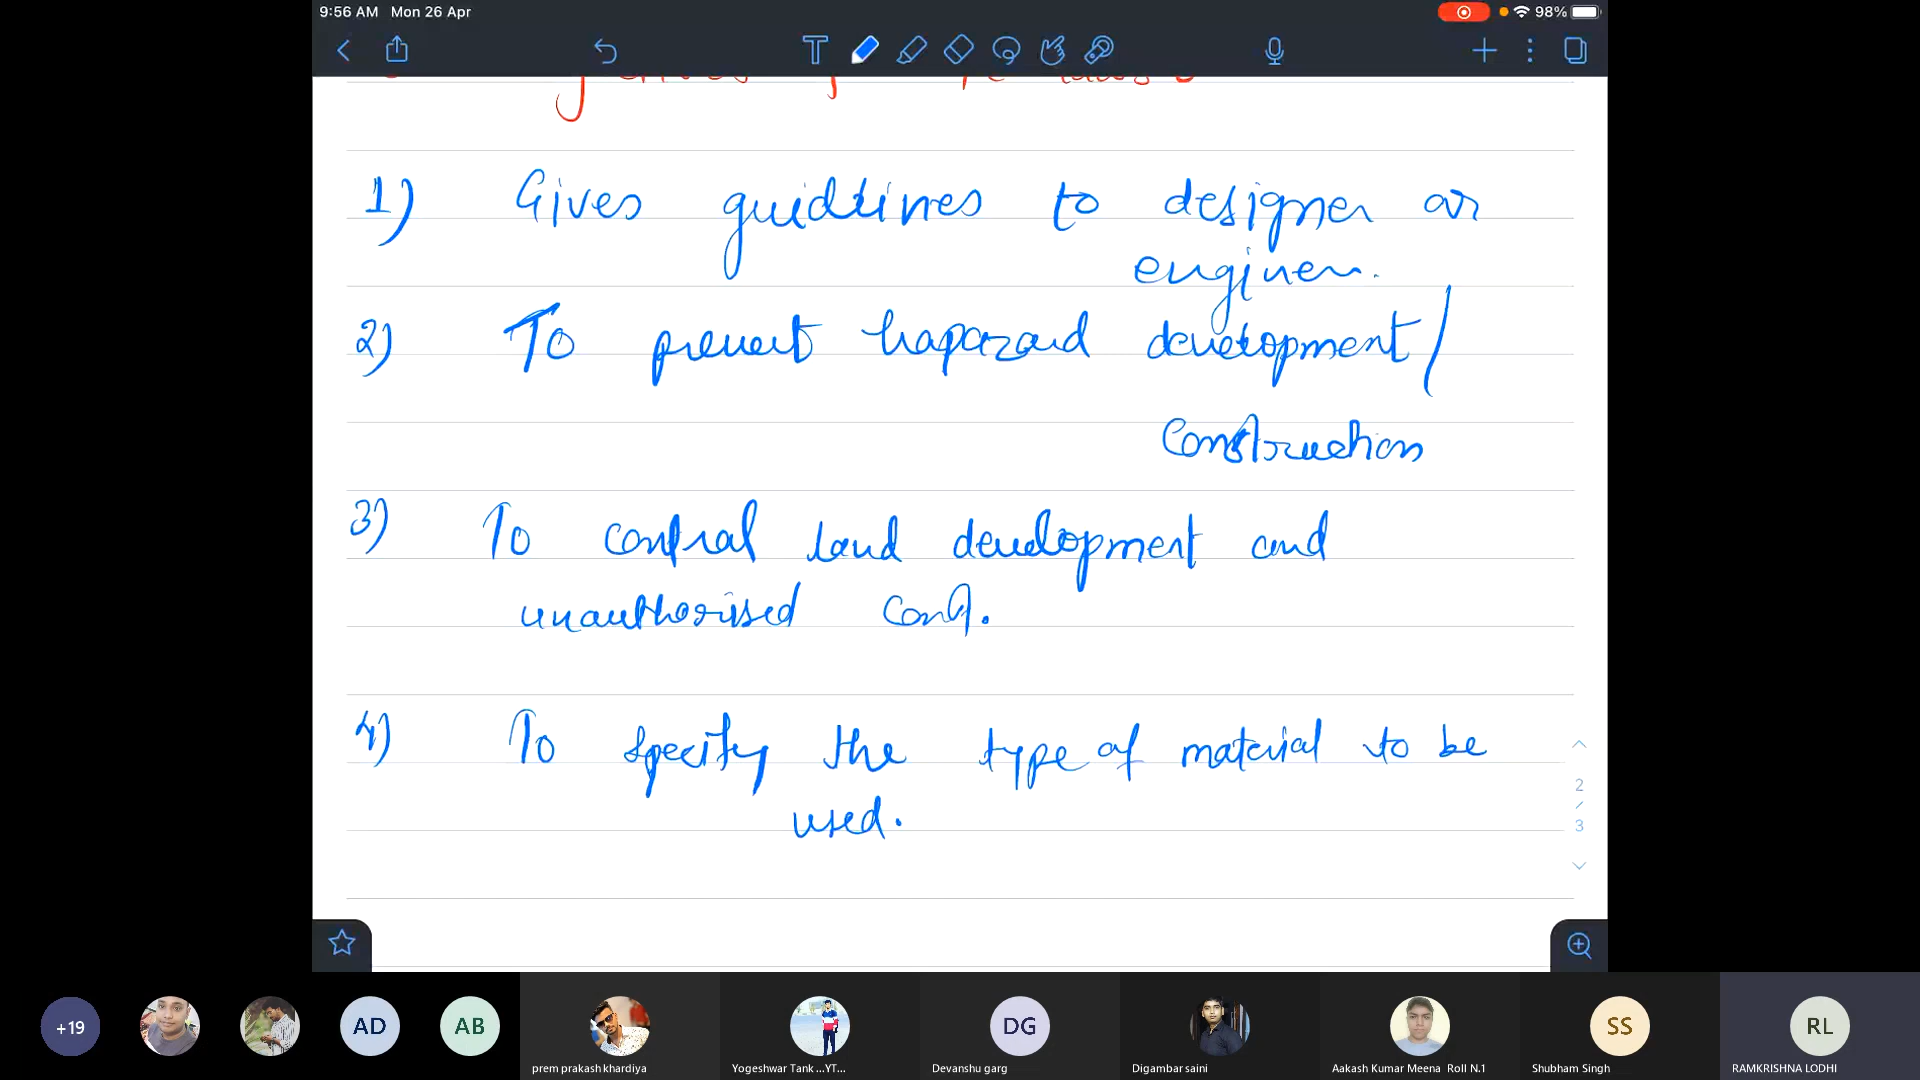 9:56 AM Mon 26 Apr
98%
1) Gives guidlines to designer or
engineer.
2) To prevent hapazard development/
Construction
3) To control land development and
unauthorised Const.
4) To specify the type of material to be
used.
2
3
+19
AD
AB
DG
SS
RL
prem prakash khardiya
Yogeshwar Tank ...YT...
Devanshu garg
Digambar saini
Aakash Kumar Meena Roll N.1
Shubham Singh
RAMKRISHNA LODHI